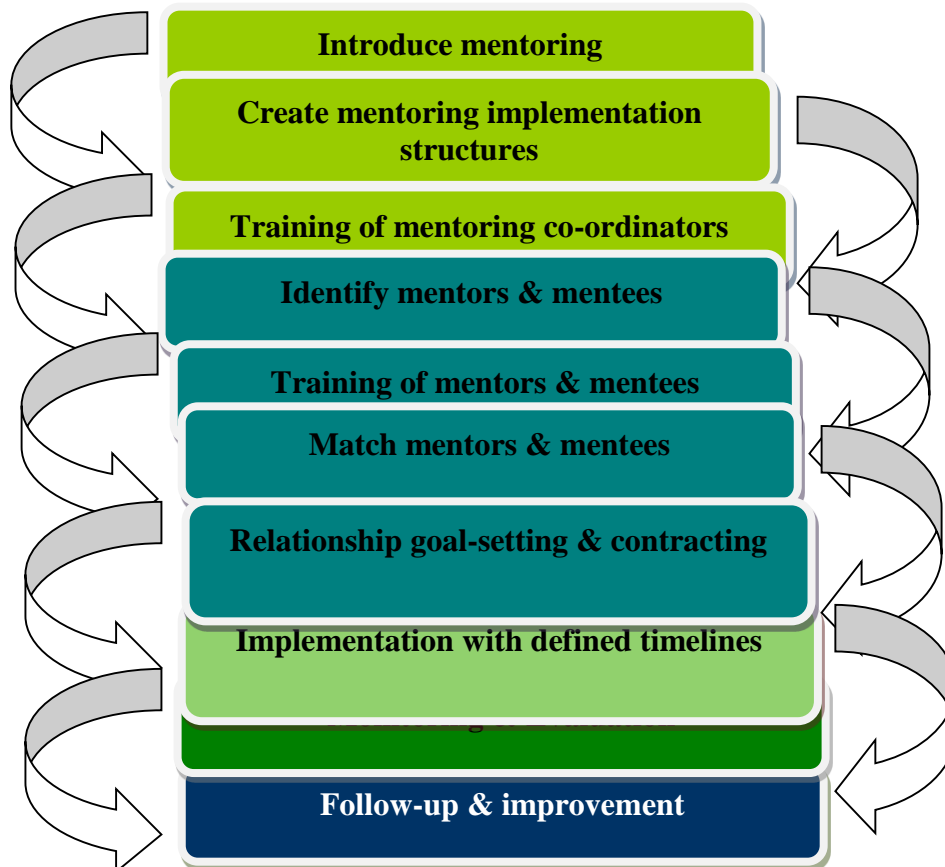 Introduce mentoring
Create mentoring implementation
structures
Training of mentoring co-ordinators
Identify mentors & mentees
Training of mentors & mentees
Match mentors & mentees
Relationship goal-setting & contracting
Implementation with defined timelines
Follow-up & improvement